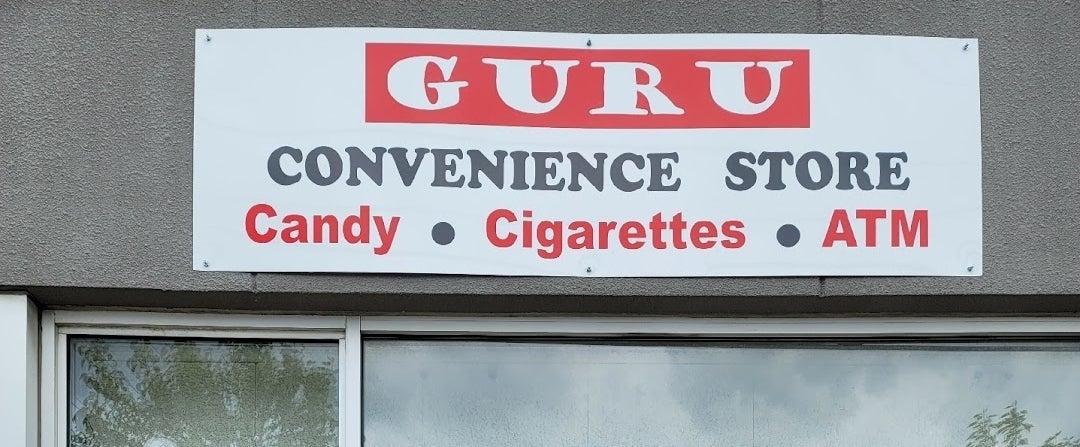 GURU
CONVENIENCE STORE
Candy • Cigarettes • ATM